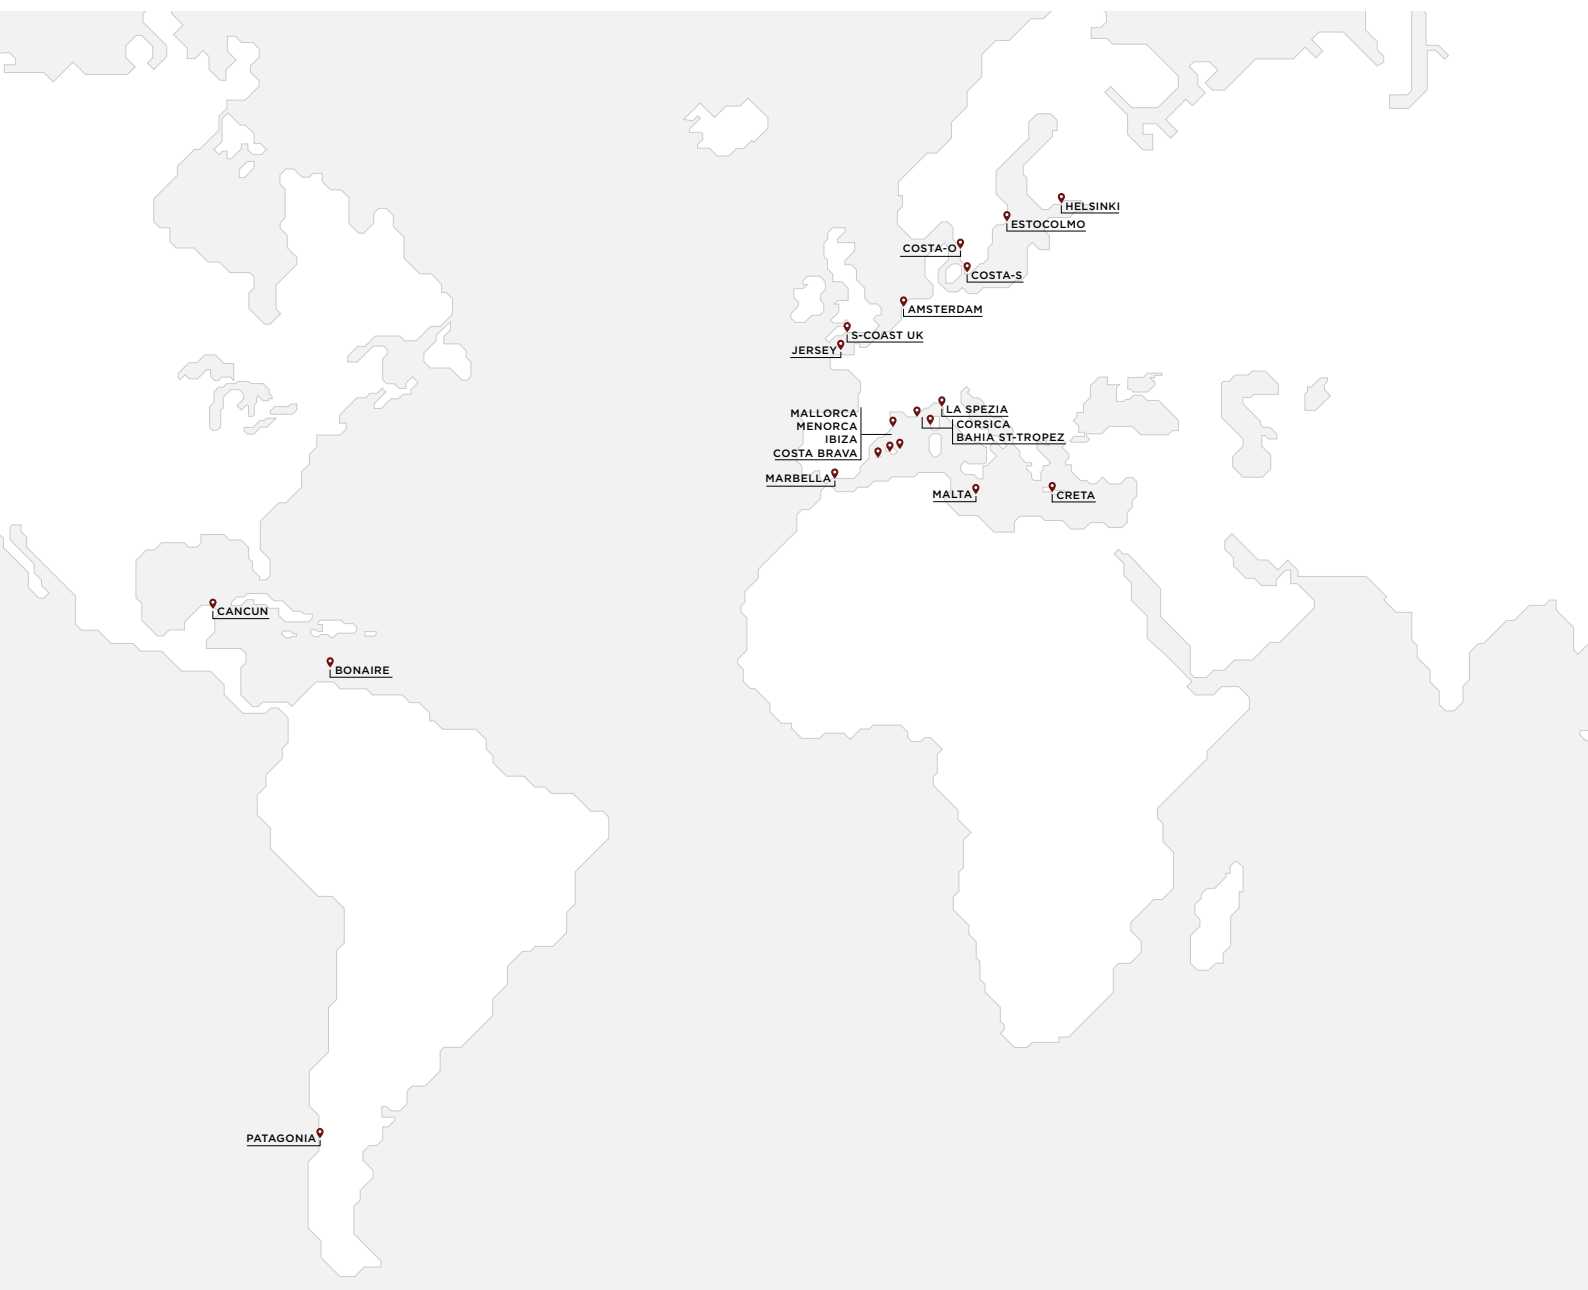 HELSINKI
ESTOCOLMO
COSTA-O
COSTA-S
AMSTERDAM
S-COAST UK
JERSEY
MALLORCA
MENORCA
IBIZA
COSTA BRAVA
LA SPEZIA
CORSICA
BAHIA ST-TROPEZ
MARBELLA
MALTA
CRETA
CANCUN
BONAIRE
PATAGONIA